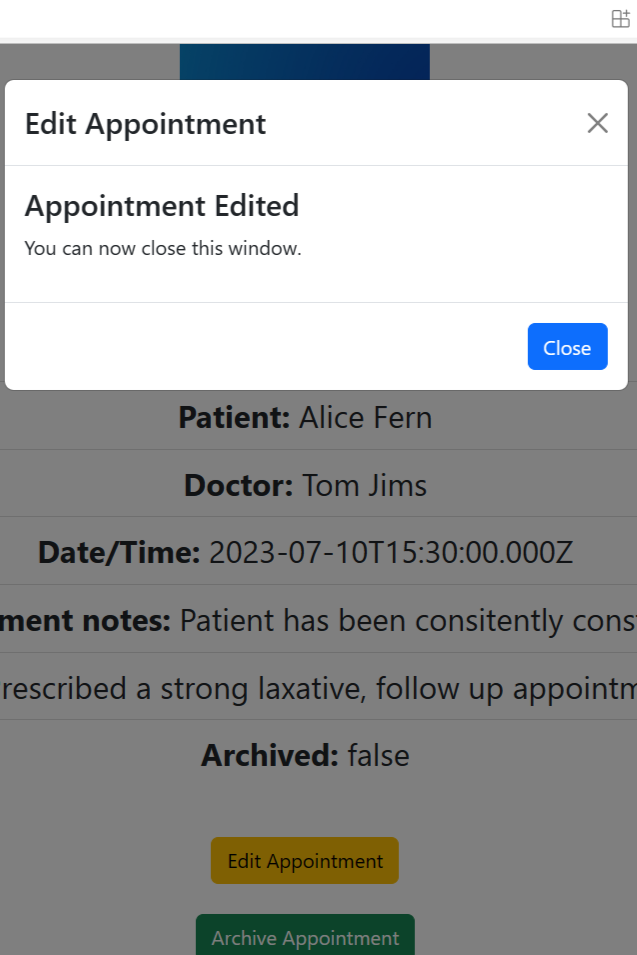 Edit Appointment
Appointment Edited
You can now close this window.
Close
Patient: Alice Fern
Doctor: Tom Jims
Date/Time: 2023-07-10T15:30:00.000Z
ment notes: Patient has been consitently cons
rescribed a strong laxative, follow up appointm
Archived: false
Edit Appointment
Archive Appointment